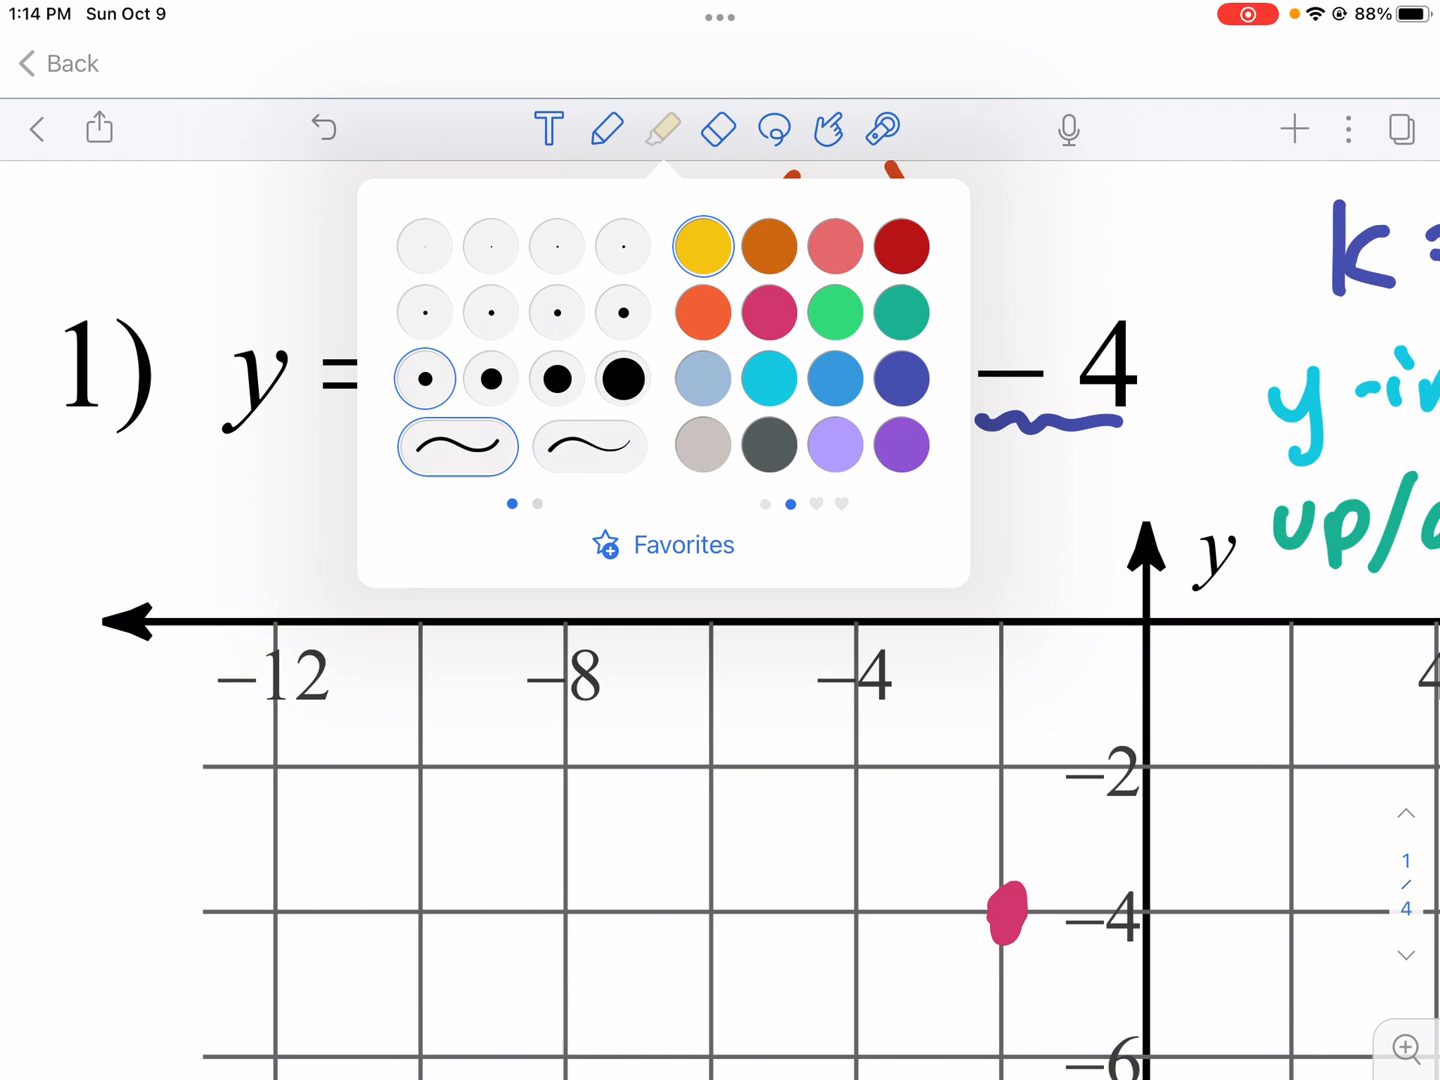 1:14 PM Sun Oct 9
88%
Back
T
k =
1) y = − 4
y -in
up/
y
−12 −8 −4 4
−2
1
/
4
−4
−6
Favorites